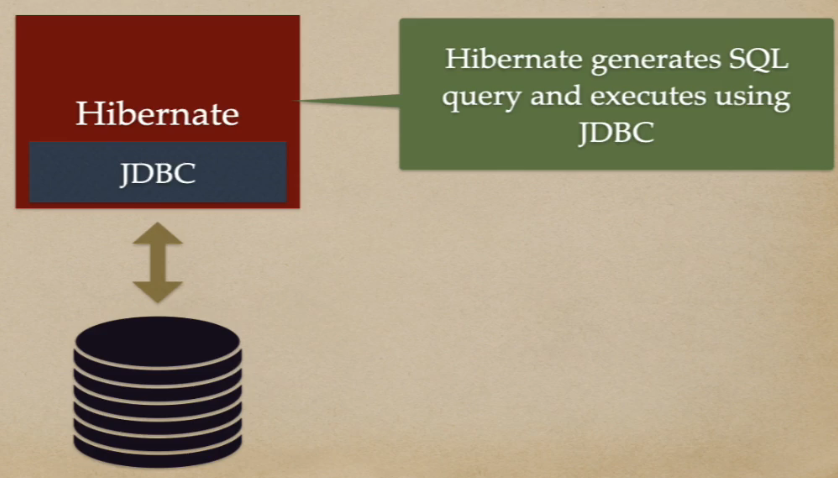 Hibernate
JDBC
Hibernate generates SQL
query and executes using
JDBC